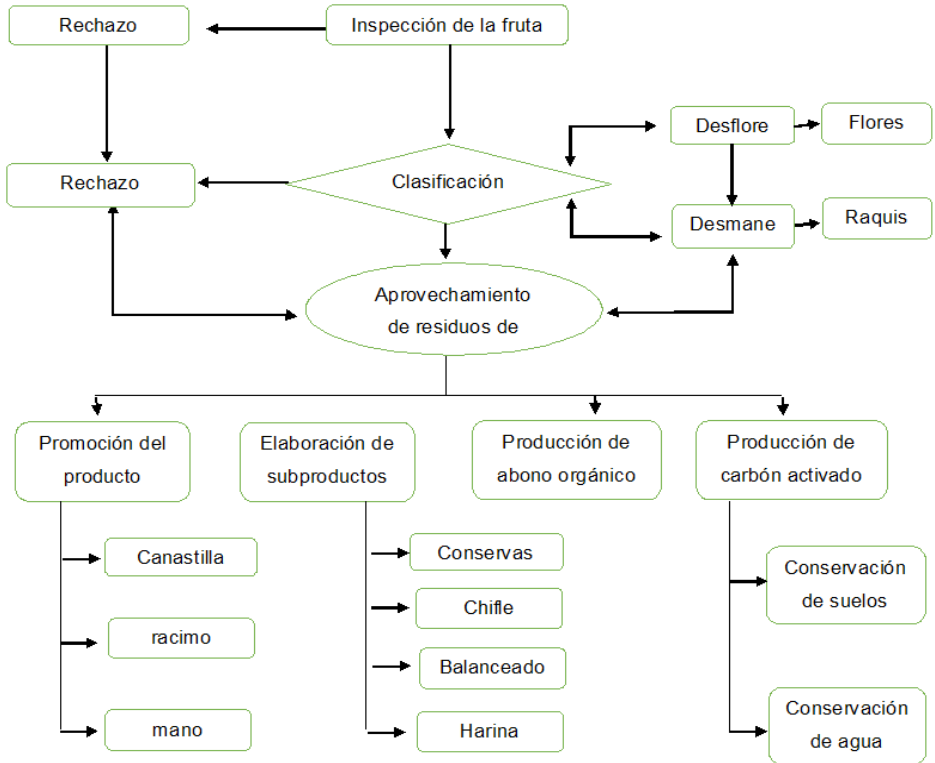 Rechazo
Inspección de la fruta
Desflore
Flores
Rechazo
Clasificación
Desmane
Raquis
Aprovechamiento
de residuos de
Promoción del
producto
Elaboración de
subproductos
Producción de
abono orgánico
Producción de
carbón activado
Canastilla
racimo
mano
Conservas
Chifle
Balanceado
Harina
Conservación
de suelos
Conservación
de agua